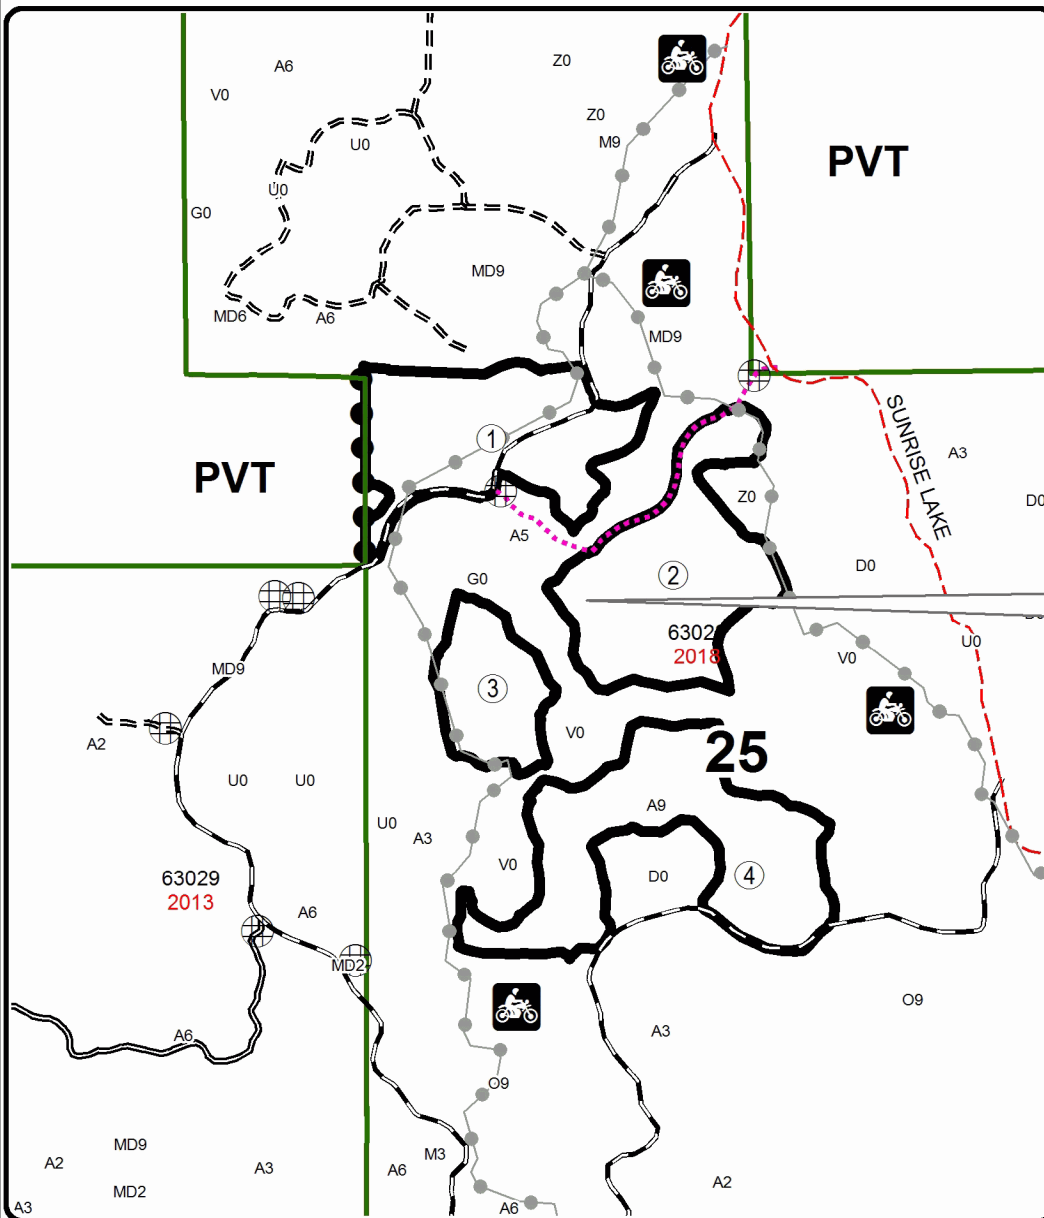 Z0
A6
V0
Z0
M9
U0
PVT
U0
G0
MD9
MD6
A6
MD9
SUNRISE LAKE
1
A3
PVT
Z0
D0
A5
D0
2
G0
6302
U0
2018
V0
MD9
3
V0
A2
25
U0
U0
A9
U0
A3
V0
D0
4
63029
2013
A6
MD2
O9
A6
A3
O9
MD9
M3
A2
A3
A6
A2
MD2
A3
A6